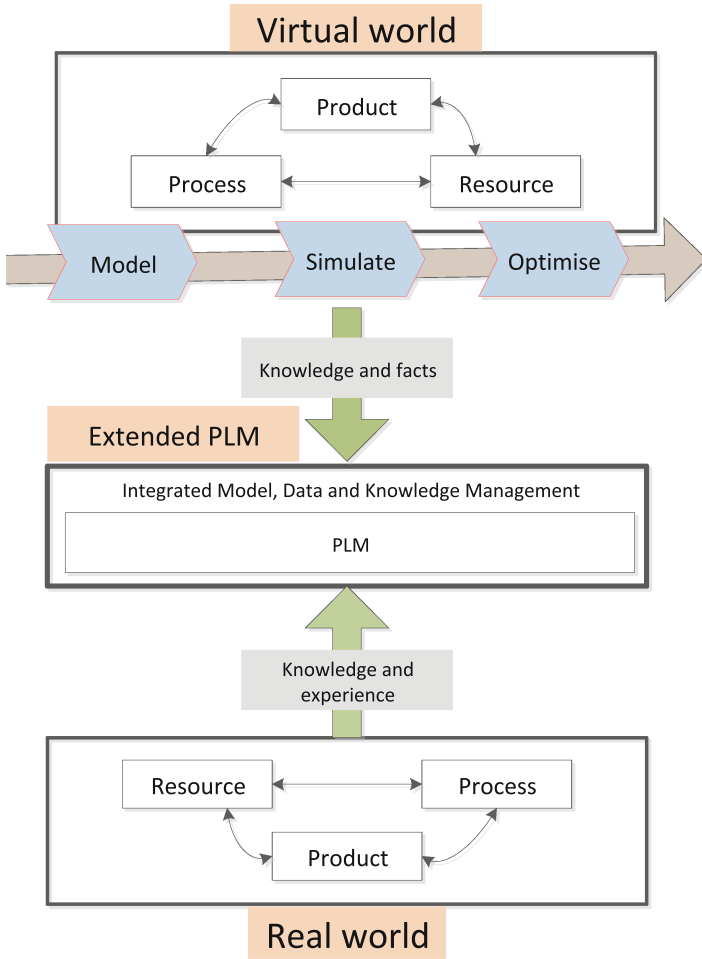 Virtual world
Product
Process
Resource
Model
Simulate
Optimise
Knowledge and facts
Extended PLM
Integrated Model, Data and Knowledge Management
PLM
Knowledge and
experience
Resource
Process
Product
Real world